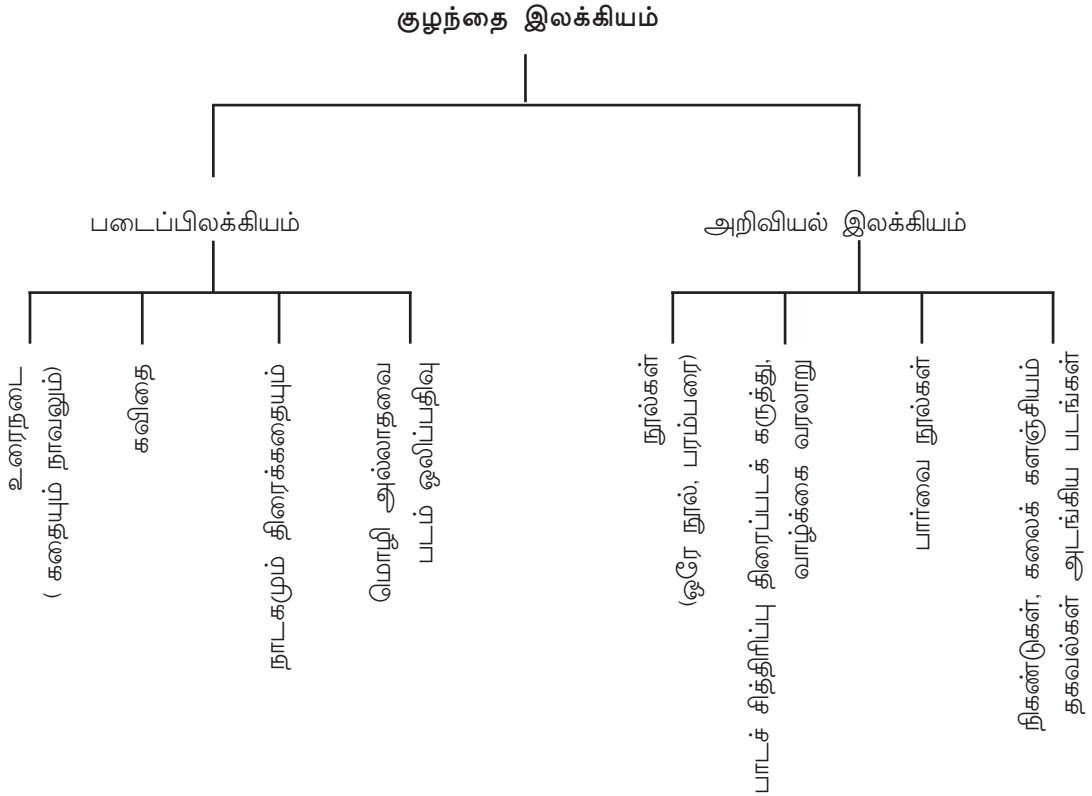 குழந்தை இலக்கியம்
படைப்பிலக்கியம்
அறிவியல் இலக்கியம்
உரைநடை
( கதையும் நாவலும்)
கவிதை
நாடகமும் திரைக்கதையும்
மொழி அல்லாதவை
படம் ஒலிப்பதிவு
நூல்கள்
(ஒரே நூல், பரம்பரை)
பாடச் சித்திரிப்பு திரைப்படக் கருத்து,
வாழ்க்கை வரலாறு
பார்வை நூல்கள்
நிகண்டுகள், கலைக் களஞ்சியம்
தகவல்கள் அடங்கிய படங்கள்